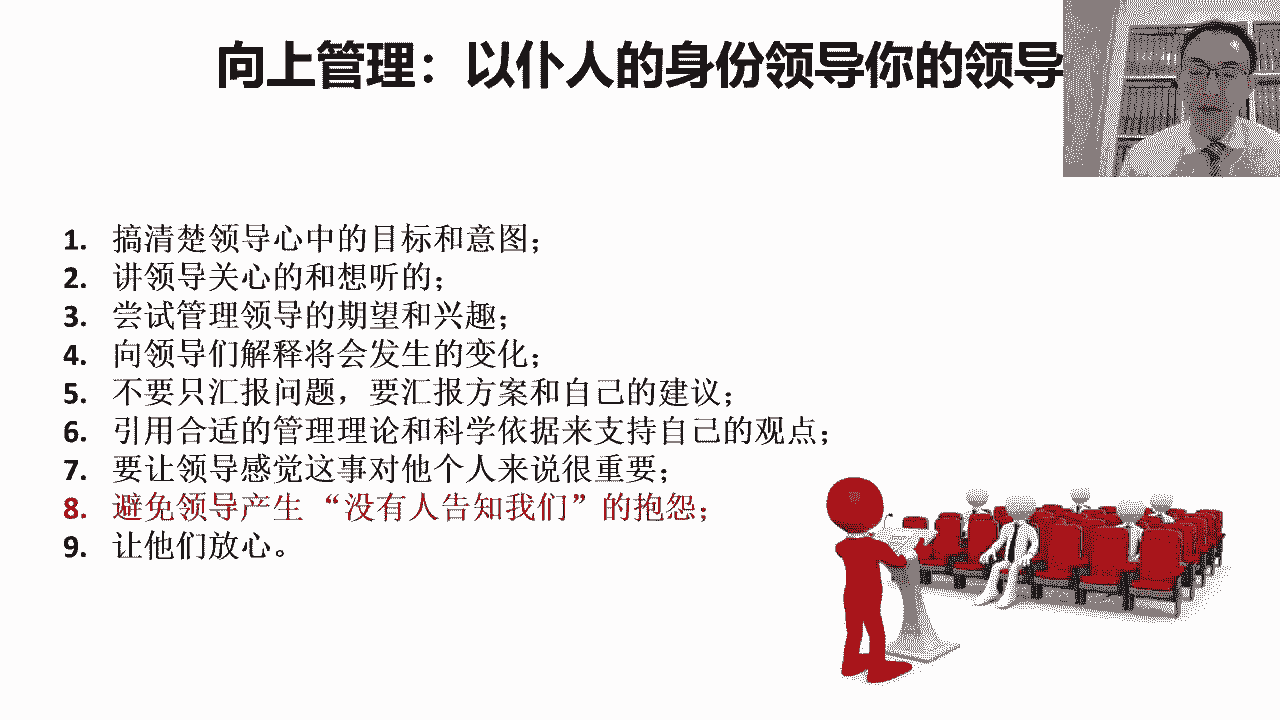 向上管理：以仆人的身份领导你的领导
1. 搞清楚领导心中的目标和意图；
2. 讲领导关心的和想听的；
3. 尝试管理领导的期望和兴趣；
4. 向领导们解释将会发生的变化；
5. 不要只汇报问题，要汇报方案和自己的建议；
6. 引用合适的管理理论和科学依据来支持自己的观点；
7. 要让领导感觉这事对他个人来说很重要；
8. 避免领导产生 “没有人告知我们”的抱怨；
9. 让他们放心。